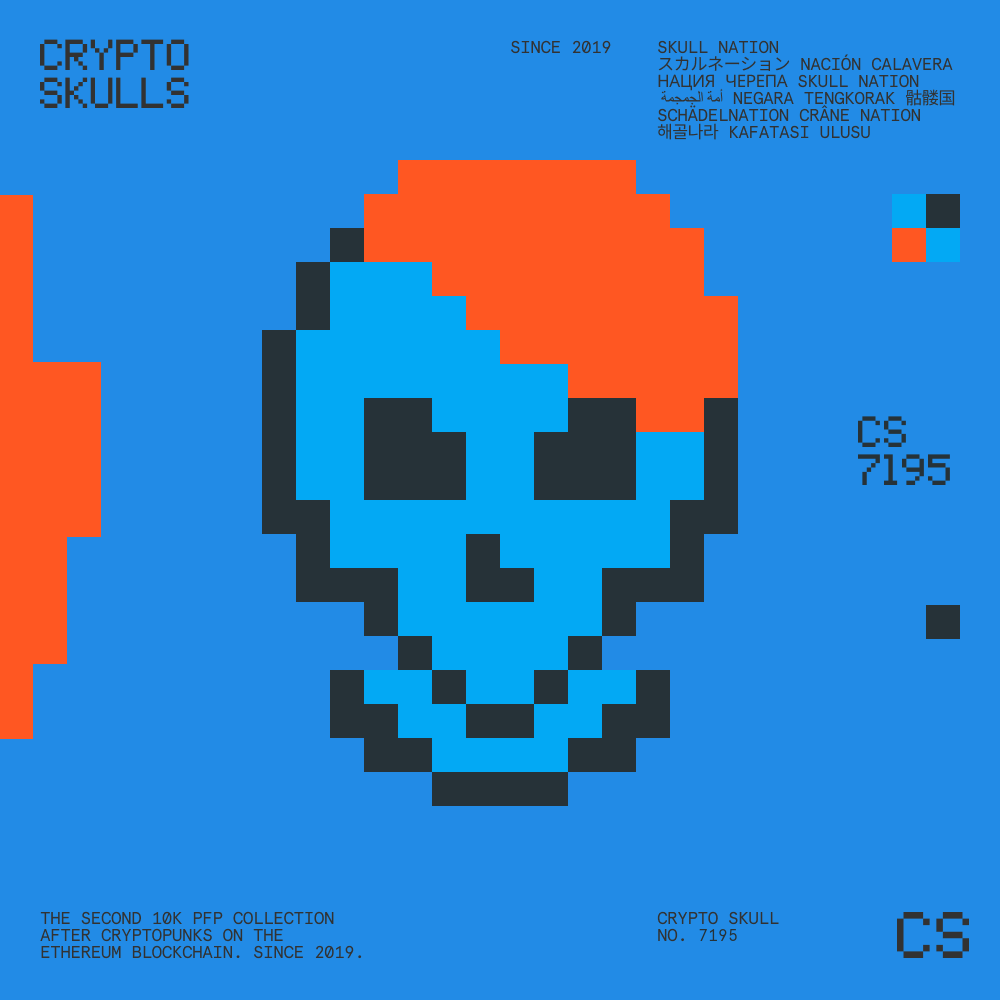 CRYPTO
SKULLS
SINCE 2019
SKULL NATION
スカルネーション NACIÓN CALAVERA
НАЦИЯ ЧЕРЕПА SKULL NATION
أمة الجمجمة NEGARA TENGKORAK 骷髅国
SCHÄDELNATION CRÂNE NATION
해골나라 KAFATASI ULUSU
CS
7195
THE SECOND 10K PFP COLLECTION
AFTER CRYPTOPUNKS ON THE
ETHEREUM BLOCKCHAIN. SINCE 2019.
CRYPTO SKULL
NO. 7195
CS